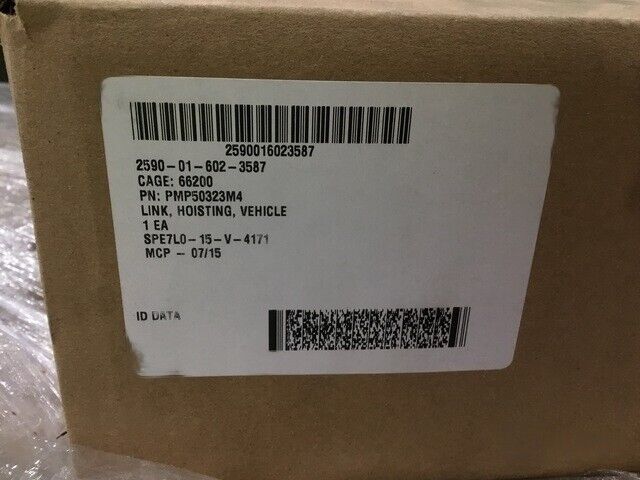 2590016023587
2590-01-602-3587
CAGE: 66200
PN: PMP50323M4
LINK, HOISTING, VEHICLE
1 EA
SPE7L0-15-V-4171
MCP - 07/15
ID DATA